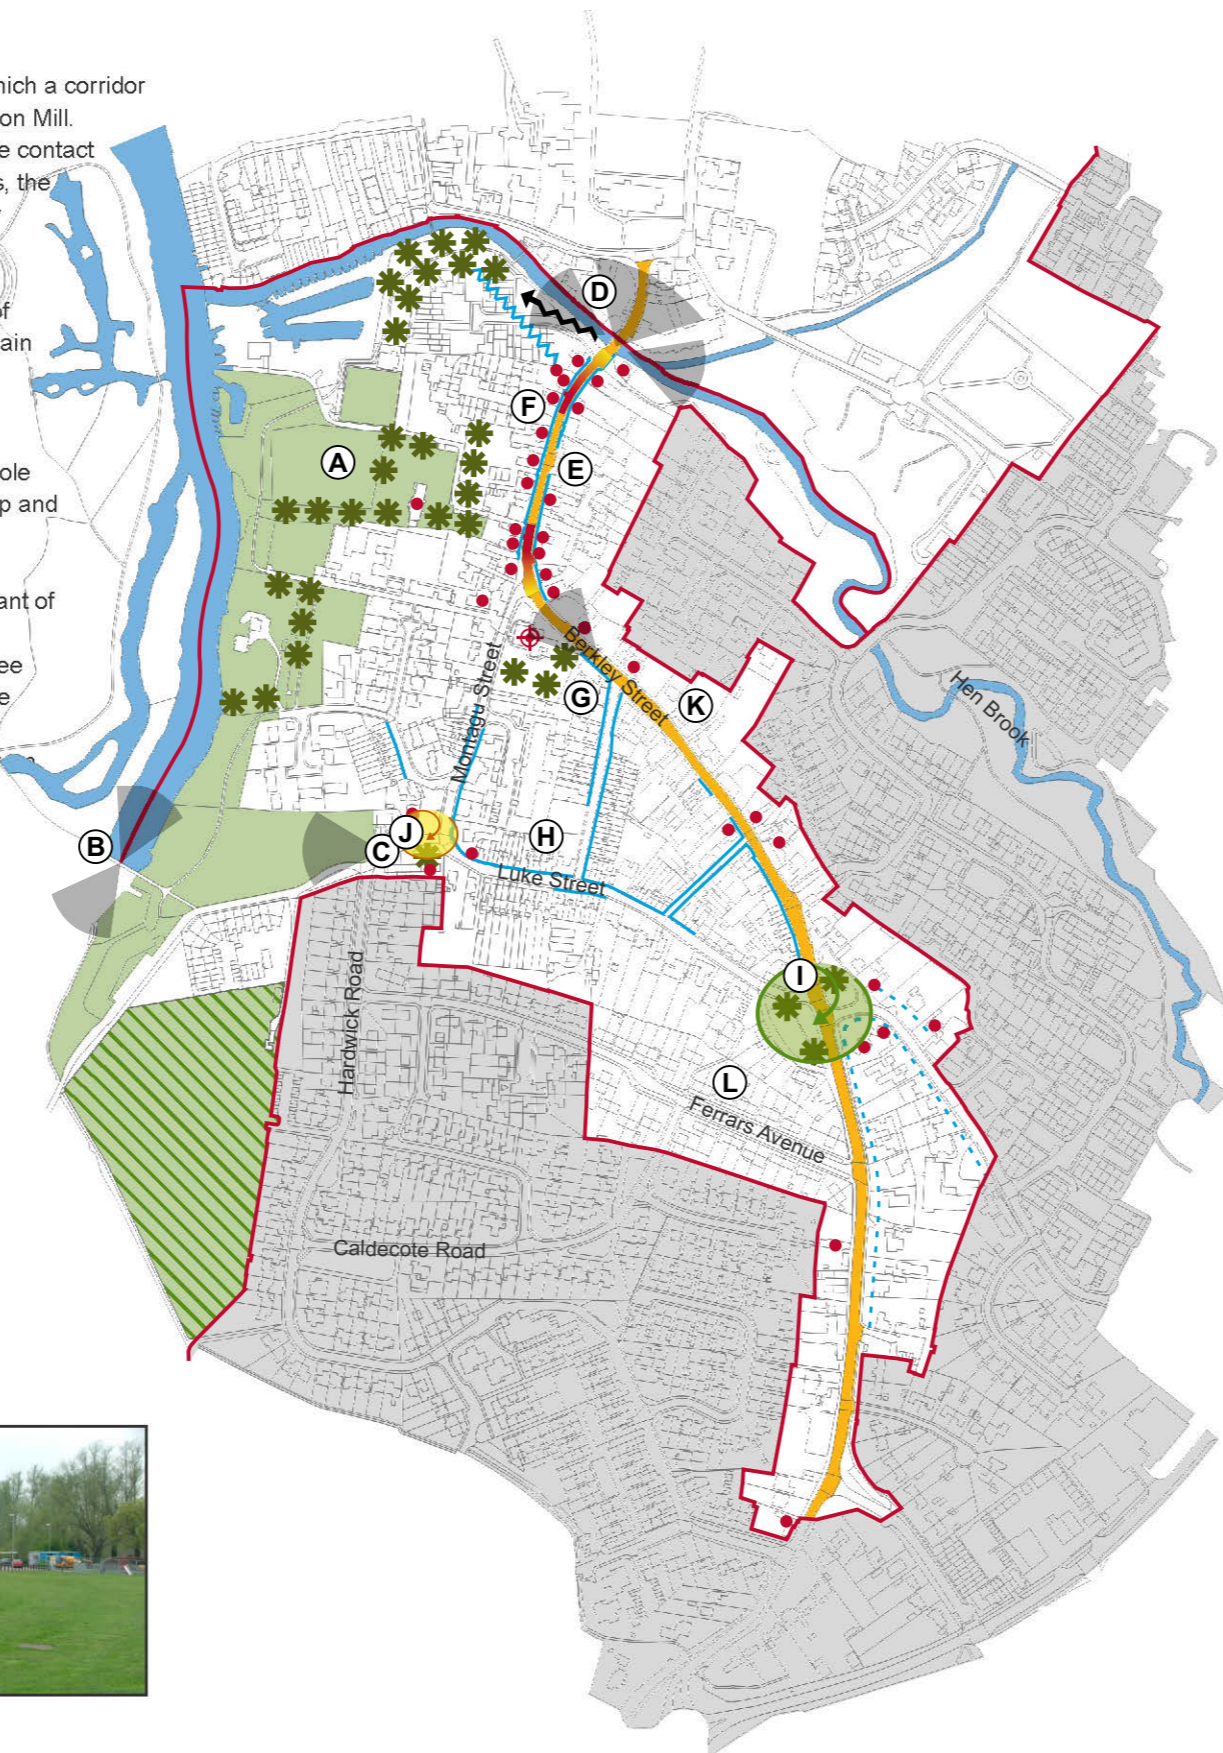 hich a corridor
on Mill.
e contact
s, the
of
ain
ole
p and
ant of
ee
e
D
F
A
E
Berkley Street
Montagu Street
G
K
Hen Brook
B
J
C
H
Luke Street
I
Hardwick Road
L
Ferrars Avenue
Caldecote Road